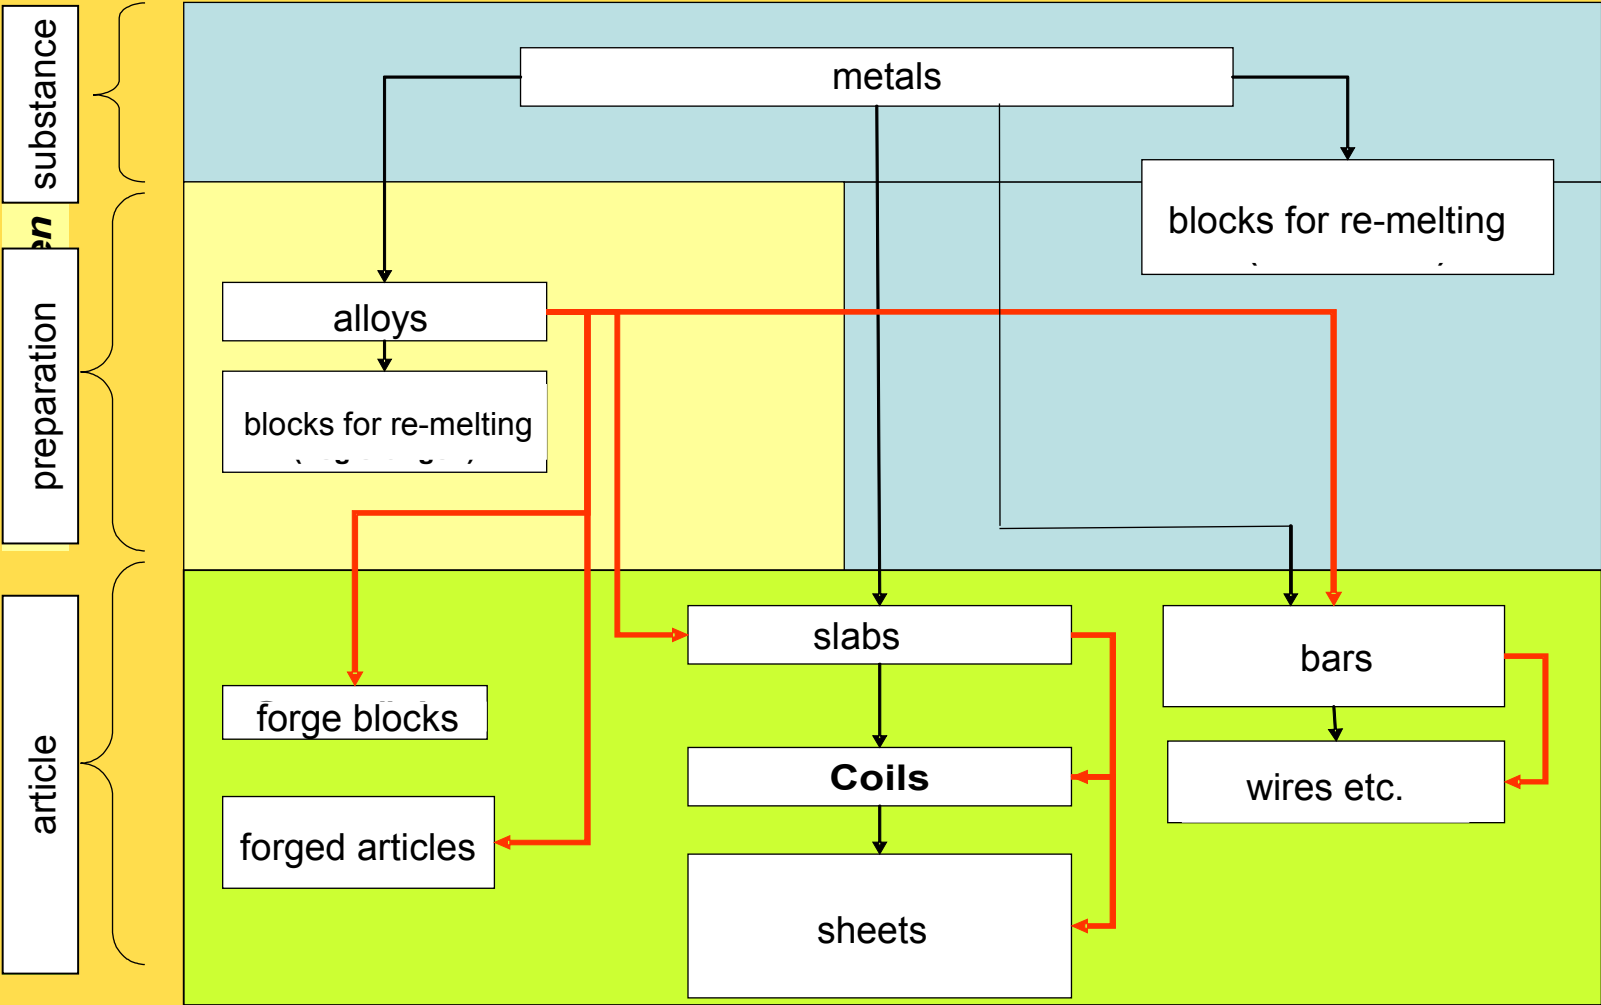 substance
metals
blocks for re-melting
en
preparation
alloys
blocks for re-melting
article
slabs
bars
forge blocks
Coils
wires etc.
forged articles
sheets